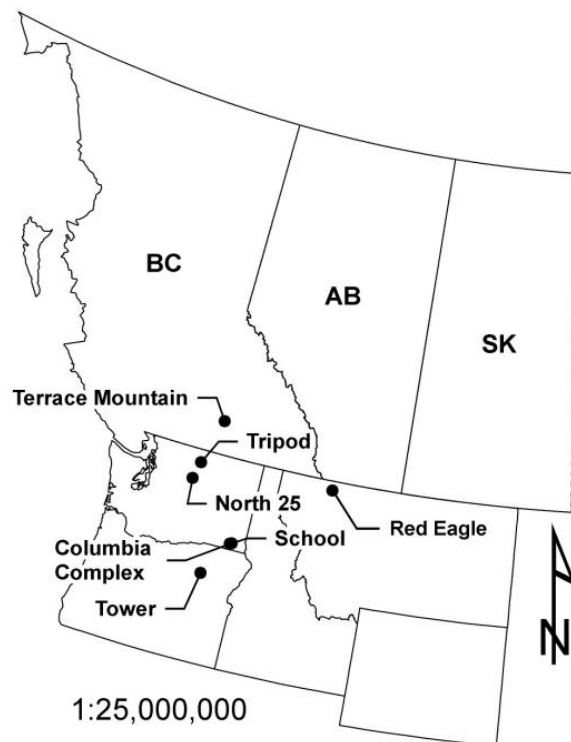 BC
AB
SK
Terrace Mountain
Tripod
North 25
Red Eagle
School
Columbia
Complex
Tower
N
1:25,000,000